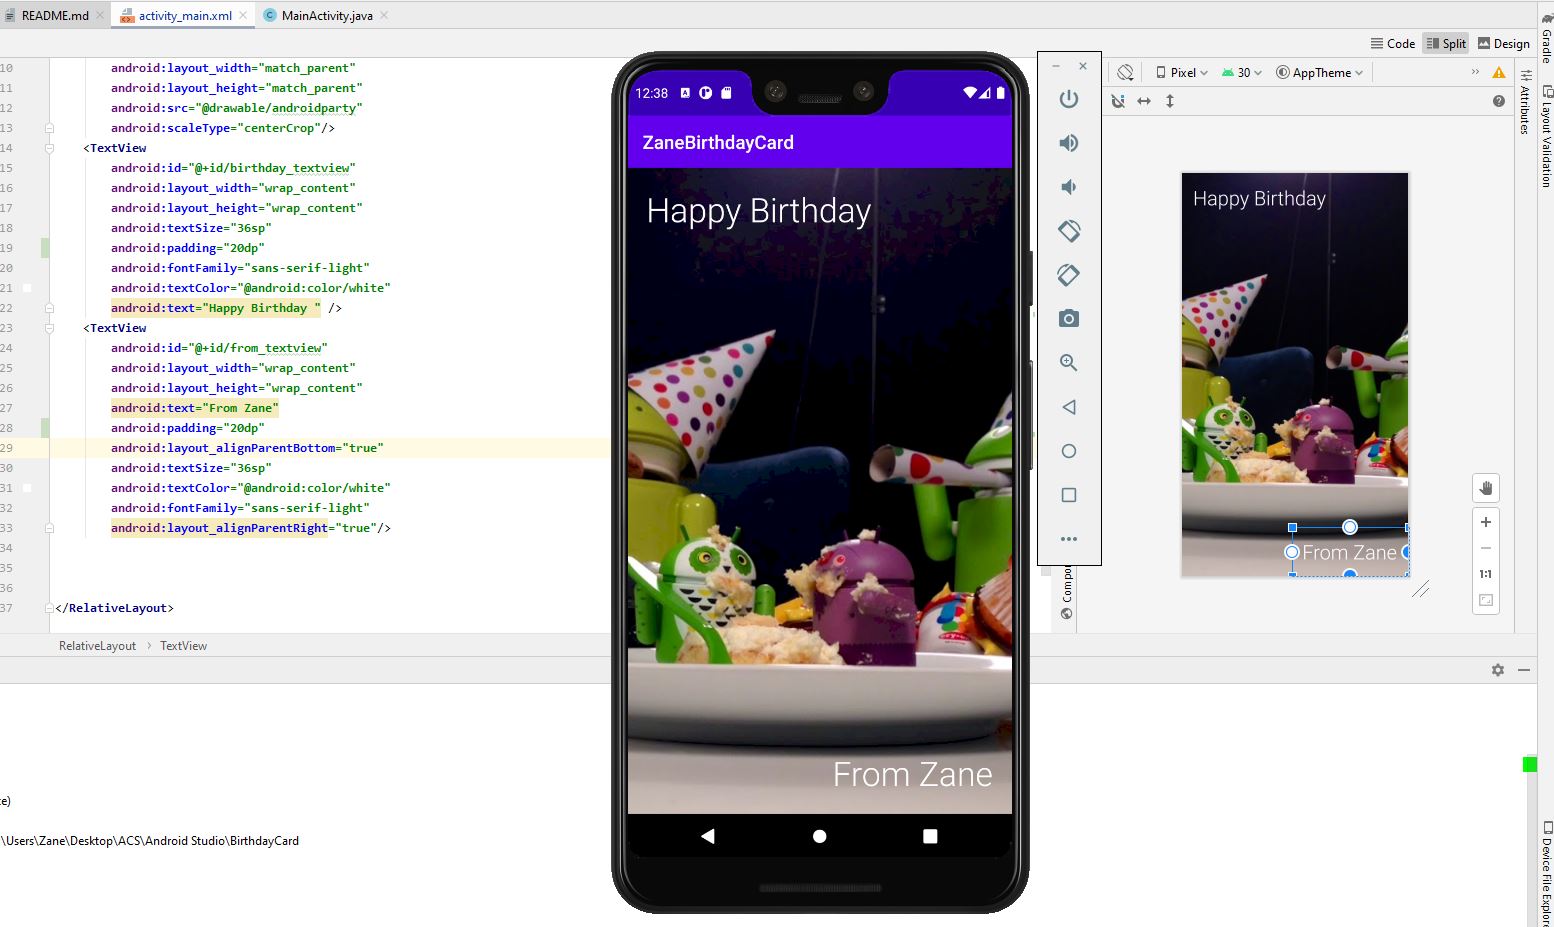 README.md activity_main.xml MainActivity.java
Code Split Design
10 android:layout_width="match_parent"
11 android:layout_height="match_parent"
12 android:src="@drawable/androidparty"
13 android:scaleType="centerCrop"/>
14 <TextView
15 android:id="@+id/birthday_textview"
16 android:layout_width="wrap_content"
17 android:layout_height="wrap_content"
18 android:textSize="36sp"
19 android:padding="20dp"
20 android:fontFamily="sans-serif-light"
21 android:textColor="@android:color/white"
22 android:text="Happy Birthday " />
23 <TextView
24 android:id="@+id/from_textview"
25 android:layout_width="wrap_content"
26 android:layout_height="wrap_content"
27 android:text="From Zane"
28 android:padding="20dp"
29 android:layout_alignParentBottom="true"
30 android:textSize="36sp"
31 android:textColor="@android:color/white"
32 android:fontFamily="sans-serif-light"
33 android:layout_alignParentRight="true"/>
34
35
36
37 </RelativeLayout>
RelativeLayout > TextView
te)
\Users\Zane\Desktop\ACS\Android Studio\BirthdayCard
12:38
ZaneBirthdayCard
Happy Birthday
From Zane
Pixel 30 AppTheme
Happy Birthday
From Zane
1:1
Compon
Attributes
Gradle
Layout Validation
Device File Explore